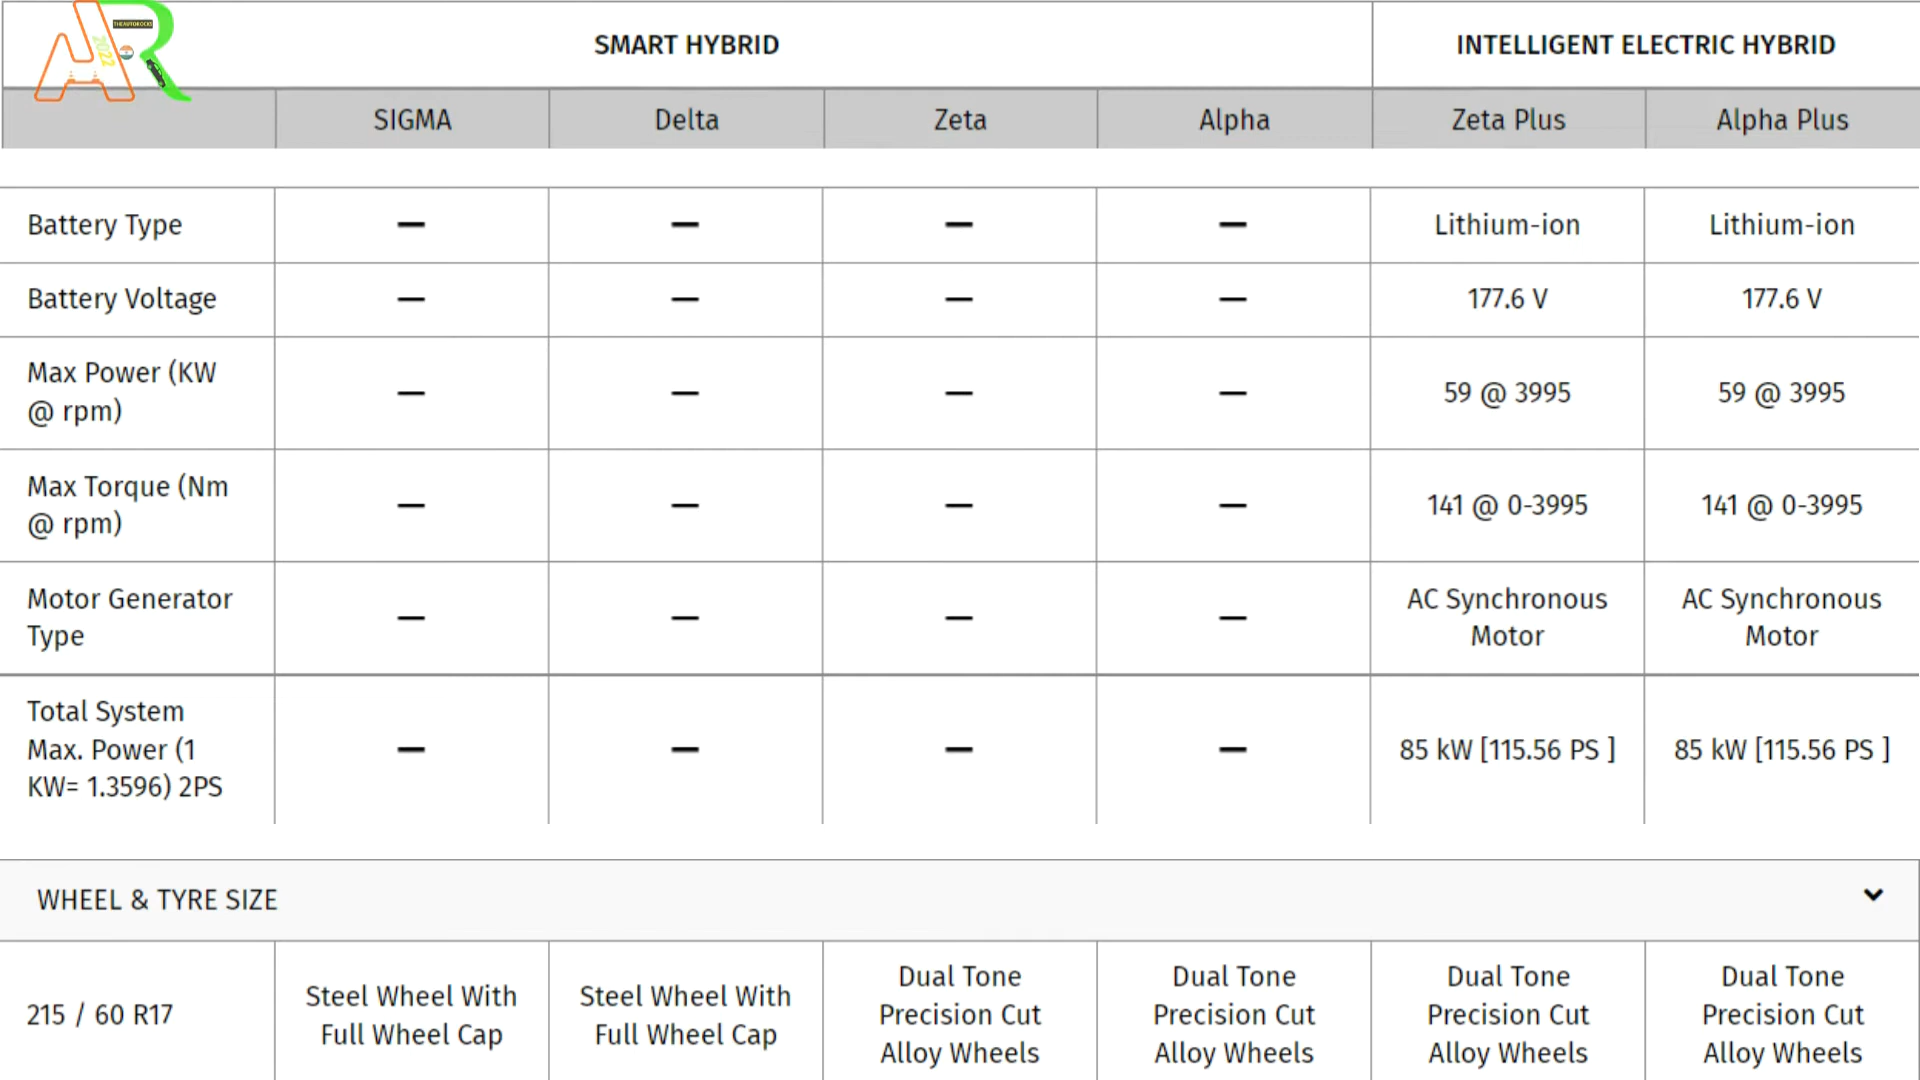 THEAUTOROCKS
2022
SMART HYBRID INTELLIGENT ELECTRIC HYBRID
SIGMA Delta Zeta Alpha Zeta Plus Alpha Plus
Battery Type — — — — Lithium-ion Lithium-ion
Battery Voltage — — — — 177.6 V 177.6 V
Max Power (KW
@ rpm) — — — — 59 @ 3995 59 @ 3995
Max Torque (Nm
@ rpm) — — — — 141 @ 0-3995 141 @ 0-3995
Motor Generator AC Synchronous AC Synchronous
Type — — — — Motor Motor
Total System
Max. Power (1 — — — — 85 kW [115.56 PS ] 85 kW [115.56 PS ]
KW= 1.3596) 2PS
WHEEL & TYRE SIZE
Dual Tone Dual Tone Dual Tone Dual Tone
Steel Wheel With Steel Wheel With
215 / 60 R17 Precision Cut Precision Cut Precision Cut Precision Cut
Full Wheel Cap Full Wheel Cap
Alloy Wheels Alloy Wheels Alloy Wheels Alloy Wheels